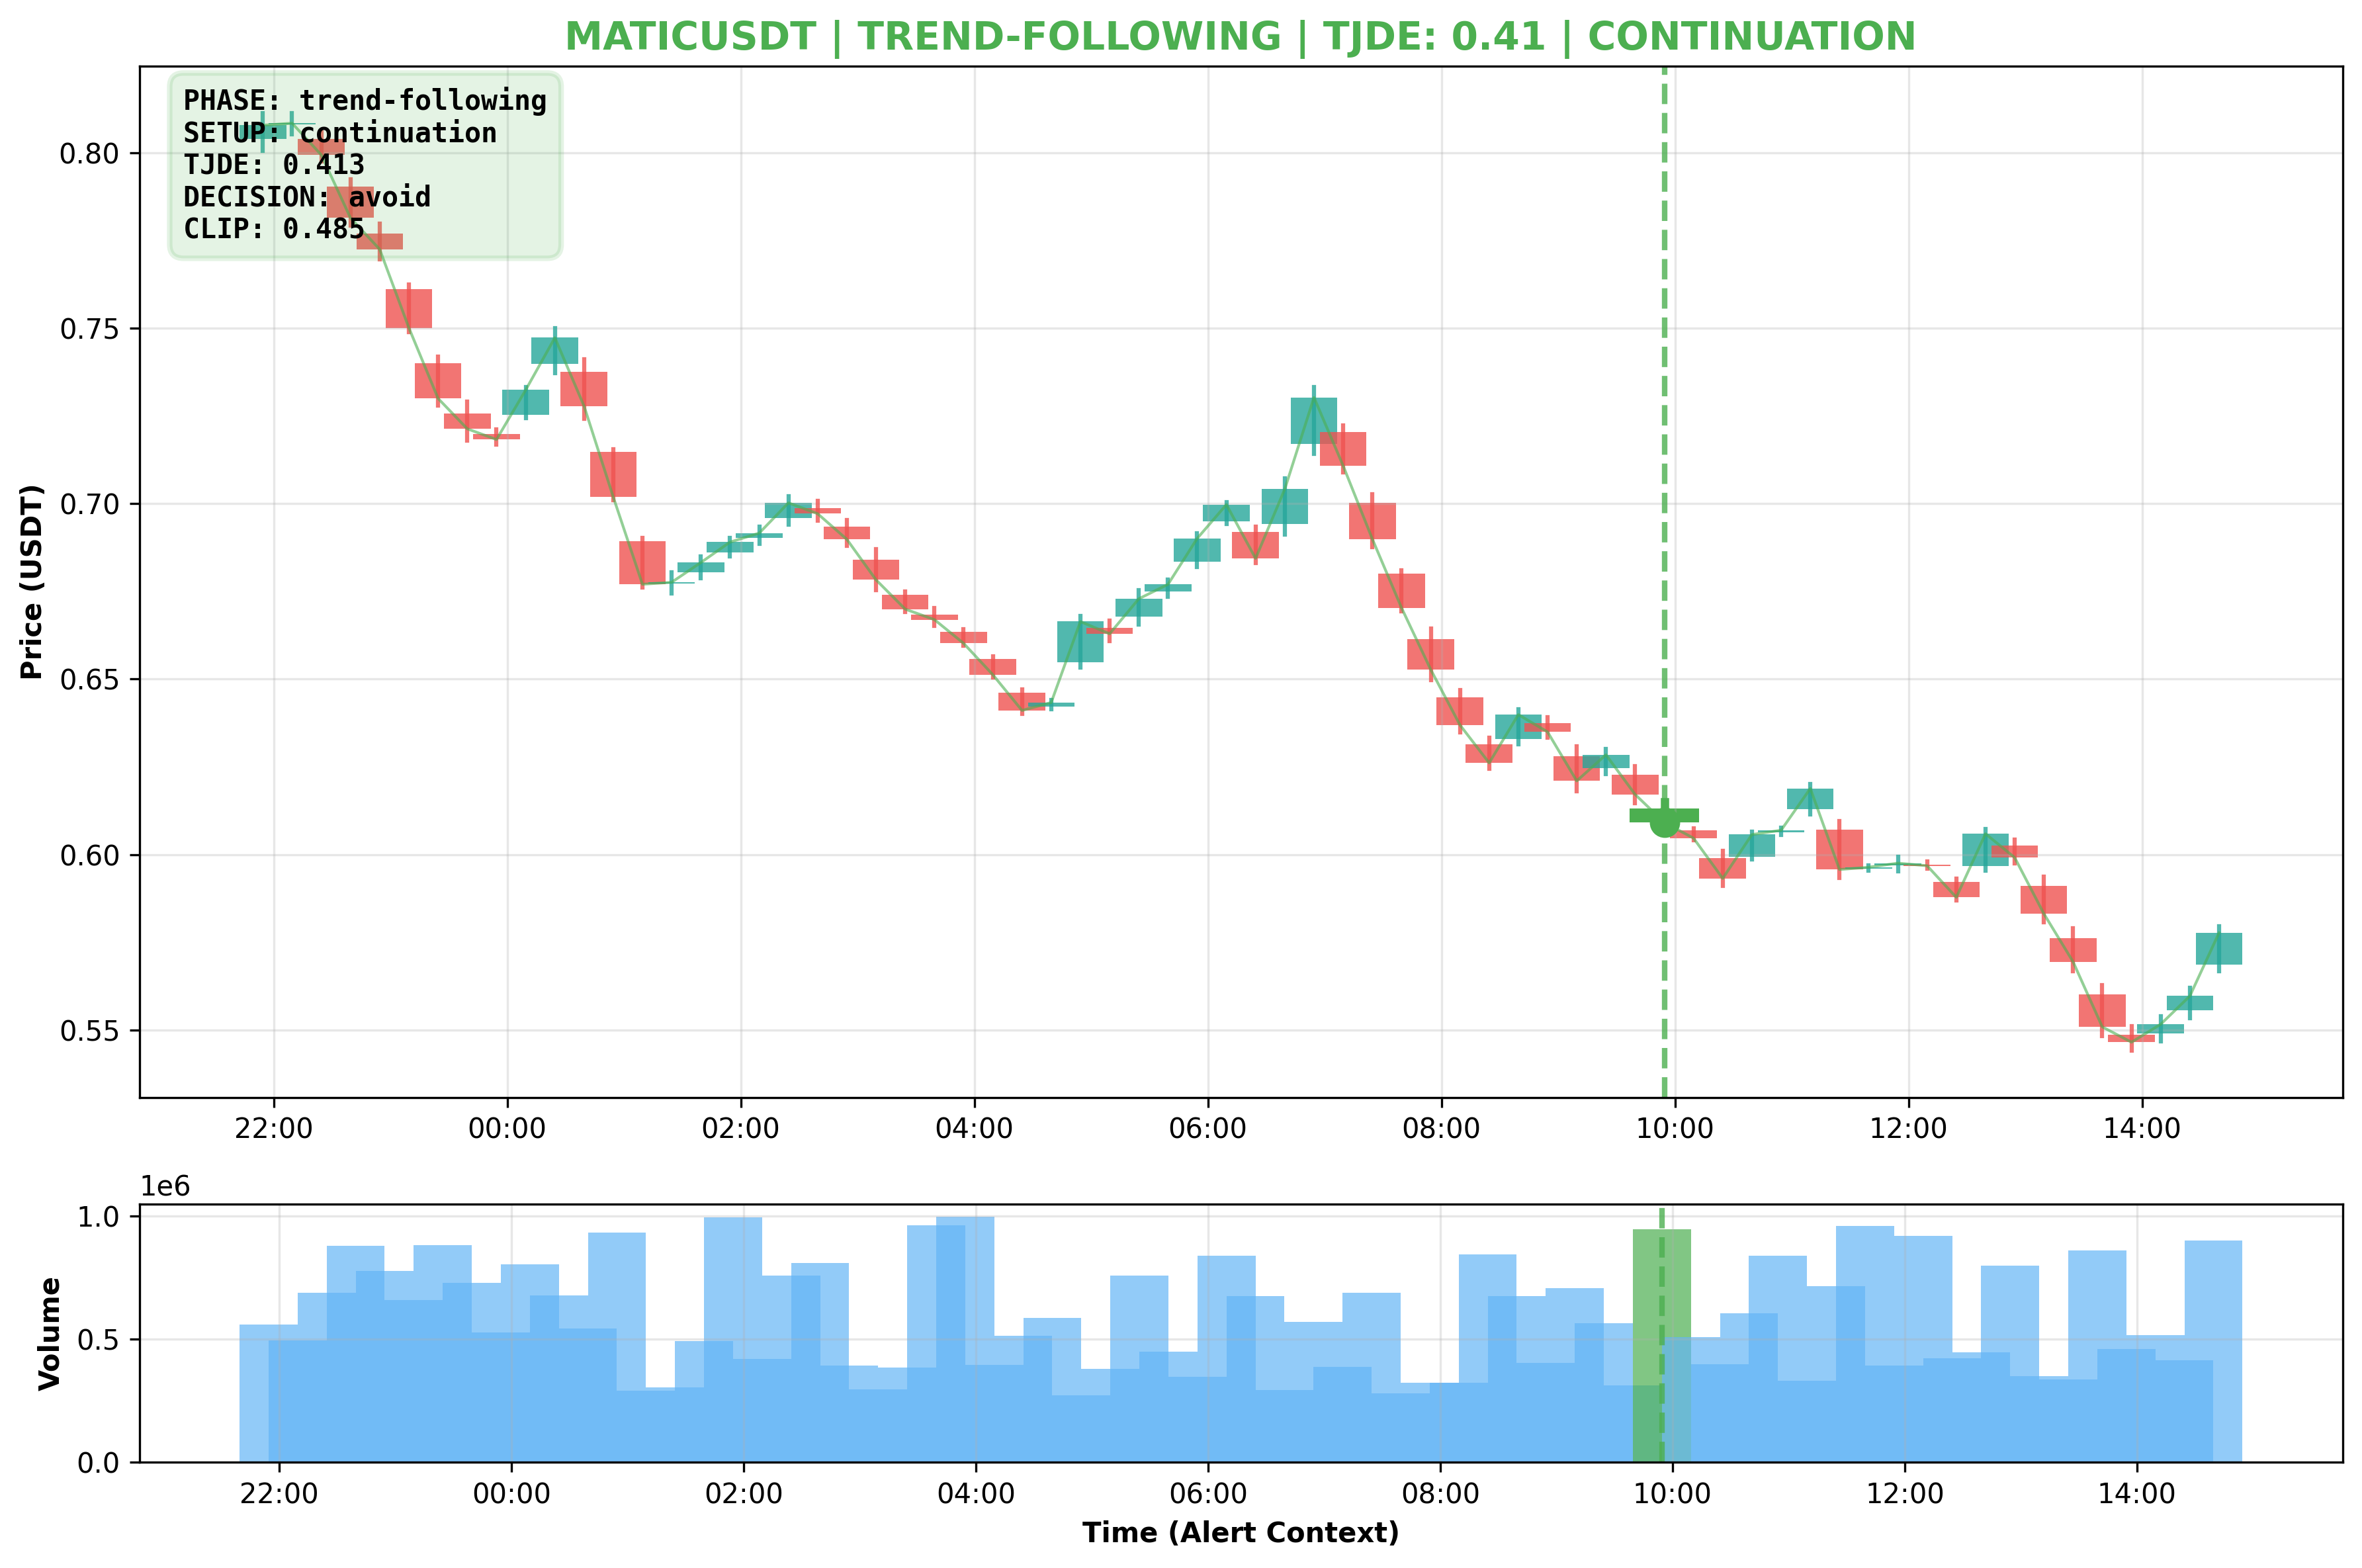 MATICUSDT | TREND-FOLLOWING | TJDE: 0.41 | CONTINUATION
PHASE: trend-following
SETUP: continuation
TJDE: 0.413
DECISION: avoid
CLIP: 0.485
Price (USDT)
0.80
0.75
0.70
0.65
0.60
0.55
22:00 00:00 02:00 04:00 06:00 08:00 10:00 12:00 14:00
1e6
Volume
1.0
0.5
0.0
22:00 00:00 02:00 04:00 06:00 08:00 10:00 12:00 14:00
Time (Alert Context)